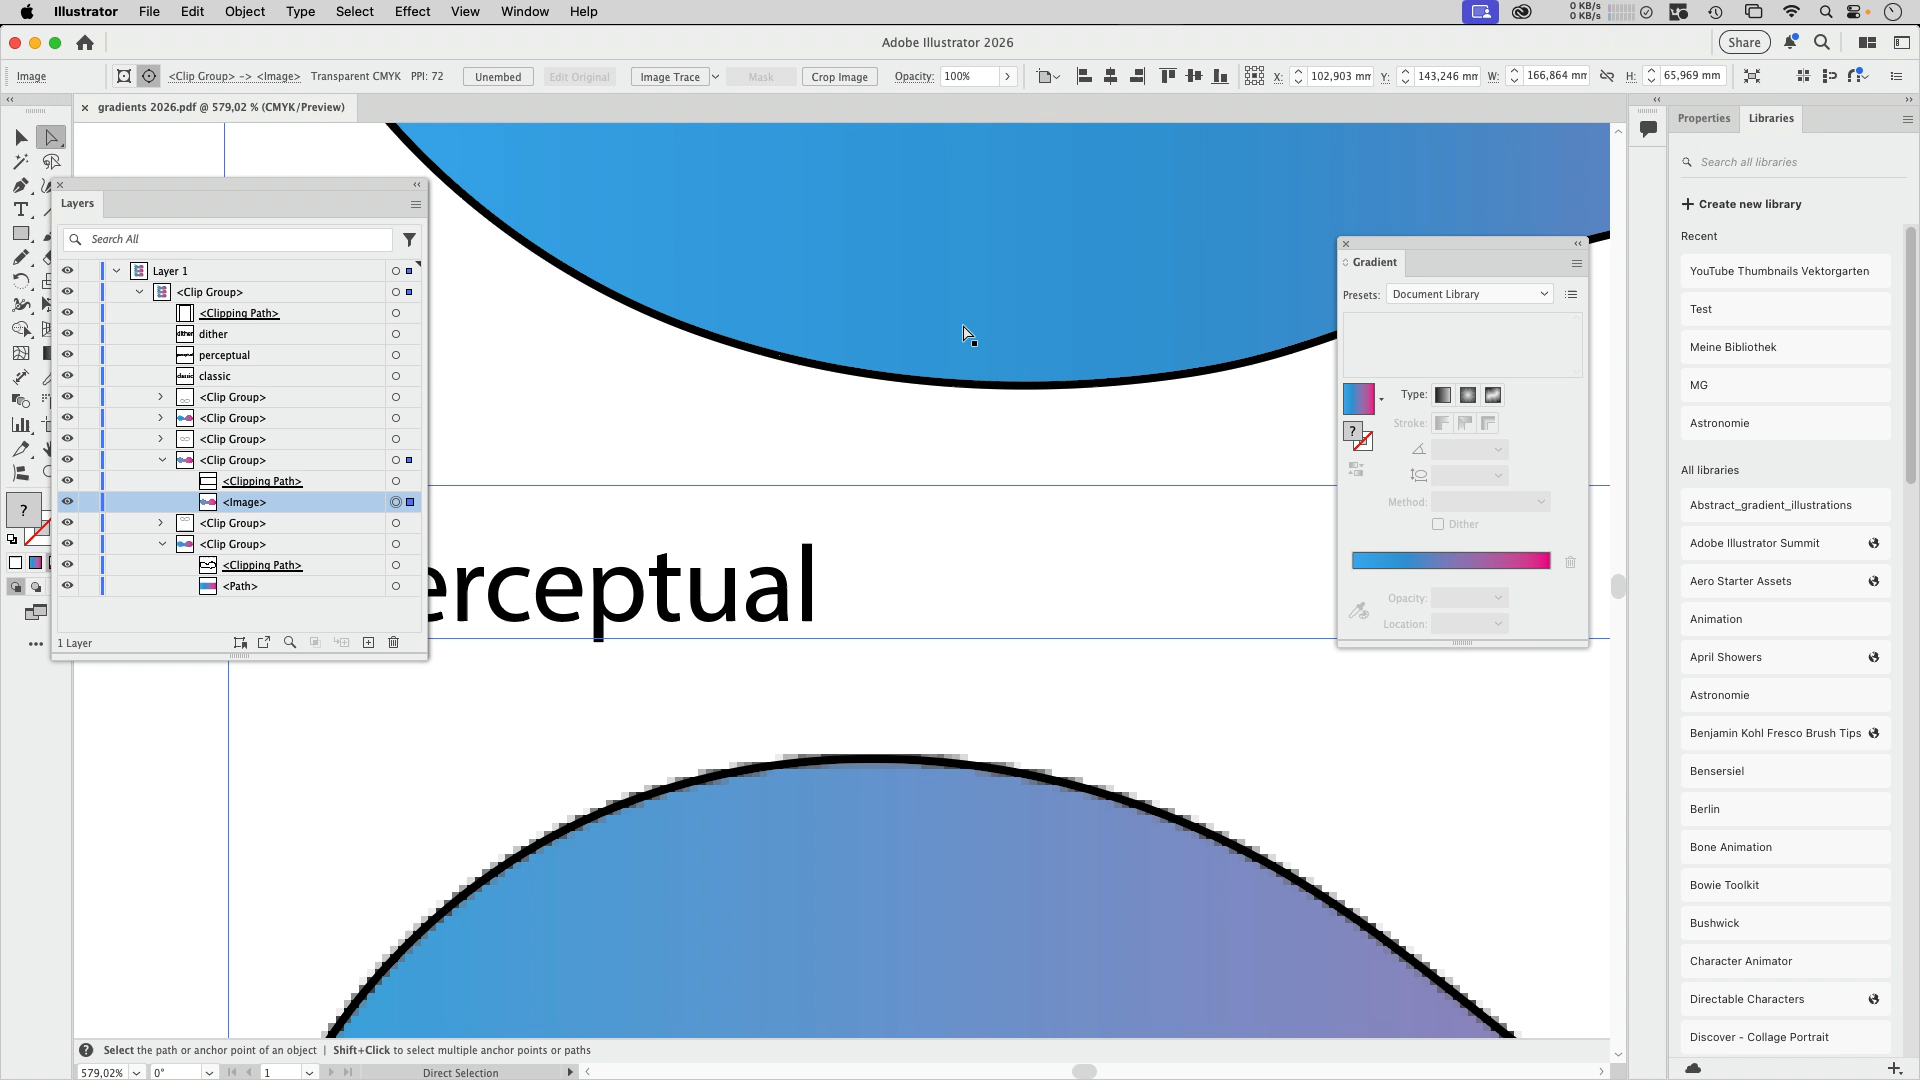 Illustrator File Edit Object Type Select Effect View Window Help
0 KB/s
0 KB/s
Adobe Illustrator 2026
Share
Image
<Clip Group> -> <Image>
Transparent CMYK
PPI: 72
Unembed
Edit Original
Image Trace
Mask
Crop Image
Opacity: 100%
X: 102,903 mm
Y: 143,246 mm
W: 166,864 mm
H: 65,969 mm
gradients 2026.pdf @ 579,02 % (CMYK/Preview)
Layers
Search All
Layer 1
<Clip Group>
<Clipping Path>
dither
perceptual
classic
<Clip Group>
<Clip Group>
<Clip Group>
<Clip Group>
<Clipping Path>
<Image>
<Clip Group>
<Clip Group>
<Clipping Path>
<Path>
1 Layer
erceptual
Gradient
Presets: Document Library
Type:
Stroke:
Method:
Dither
Opacity:
Location:
Properties
Libraries
Search all libraries
Create new library
Recent
YouTube Thumbnails Vektorgarten
Test
Meine Bibliothek
MG
Astronomie
All libraries
Abstract_gradient_illustrations
Adobe Illustrator Summit
Aero Starter Assets
Animation
April Showers
Astronomie
Benjamin Kohl Fresco Brush Tips
Bensersiel
Berlin
Bone Animation
Bowie Toolkit
Bushwick
Character Animator
Directable Characters
Discover - Collage Portrait
? Select the path or anchor point of an object | Shift+Click to select multiple anchor points or paths
579,02%
0°
1
Direct Selection